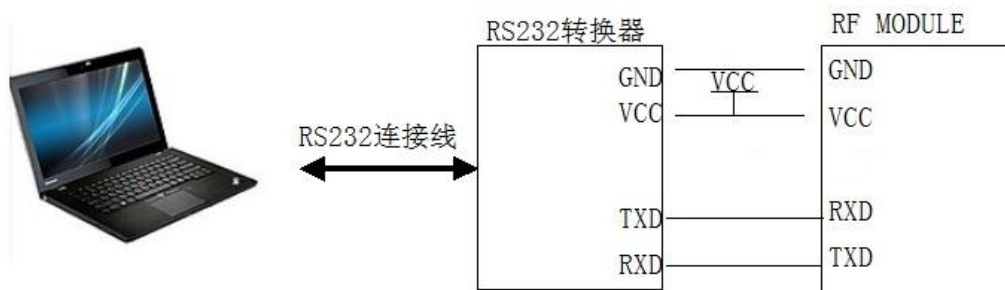 RS232转换器
RF MODULE
GND
VCC
GND
VCC
VCC
RS232连接线
TXD
RXD
RXD
TXD